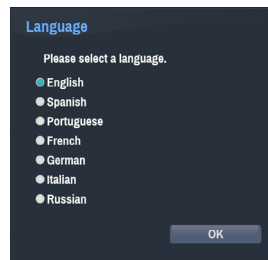 Language
Please select a language.
English
Spanish
Portuguese
French
German
Italian
Russian
OK